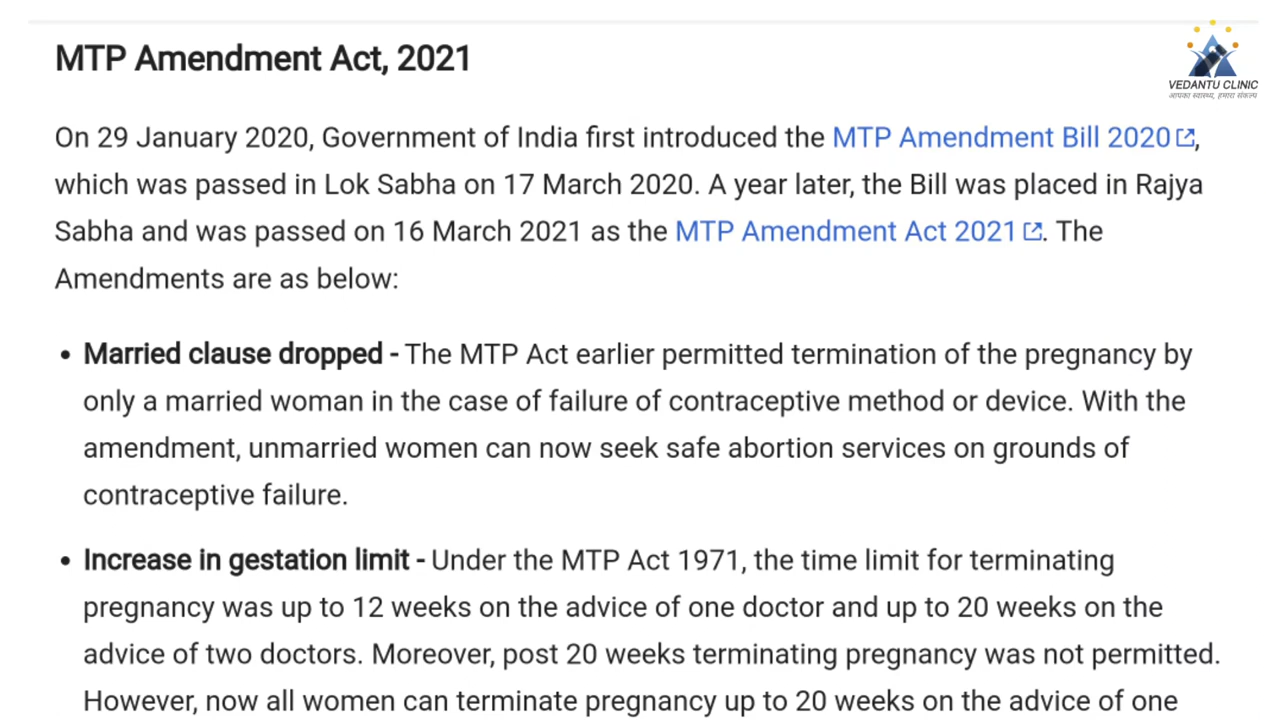 MTP Amendment Act, 2021
VEDANTU CLINIC
आपका स्वास्थ्य, हमारा संकल्प
On 29 January 2020, Government of India first introduced the MTP Amendment Bill 2020,
which was passed in Lok Sabha on 17 March 2020. A year later, the Bill was placed in Rajya
Sabha and was passed on 16 March 2021 as the MTP Amendment Act 2021. The
Amendments are as below:
• Married clause dropped - The MTP Act earlier permitted termination of the pregnancy by
only a married woman in the case of failure of contraceptive method or device. With the
amendment, unmarried women can now seek safe abortion services on grounds of
contraceptive failure.
• Increase in gestation limit - Under the MTP Act 1971, the time limit for terminating
pregnancy was up to 12 weeks on the advice of one doctor and up to 20 weeks on the
advice of two doctors. Moreover, post 20 weeks terminating pregnancy was not permitted.
However, now all women can terminate pregnancy up to 20 weeks on the advice of one